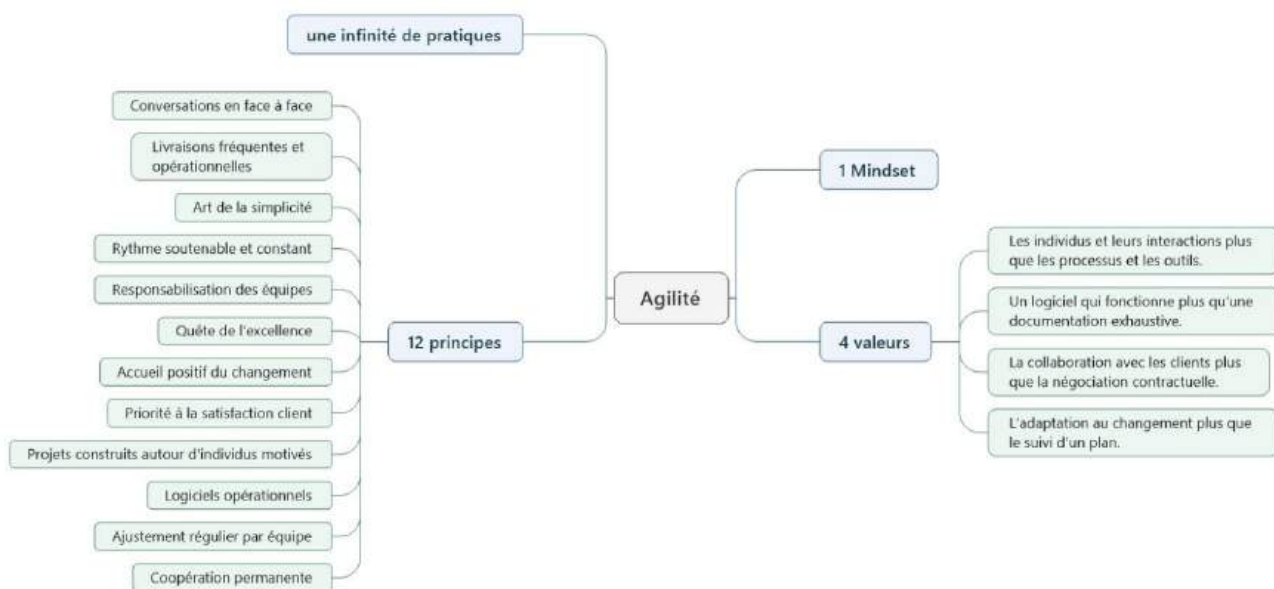 une infinité de pratiques
Conversations en face à face
Livraisons fréquentes et
opérationnelles
Art de la simplicité
Rythme soutenable et constant
Responsabilisation des équipes
Quête de l'excellence
Accueil positif du changement
Priorité à la satisfaction client
Projets construits autour d'individus motivés
Logiciels opérationnels
Ajustement régulier par équipe
Coopération permanente
12 principes
Agilité
1 Mindset
4 valeurs
Les individus et leurs interactions plus
que les processus et les outils.
Un logiciel qui fonctionne plus qu'une
documentation exhaustive.
La collaboration avec les clients plus
que la négociation contractuelle.
L'adaptation au changement plus que
le suivi d'un plan.